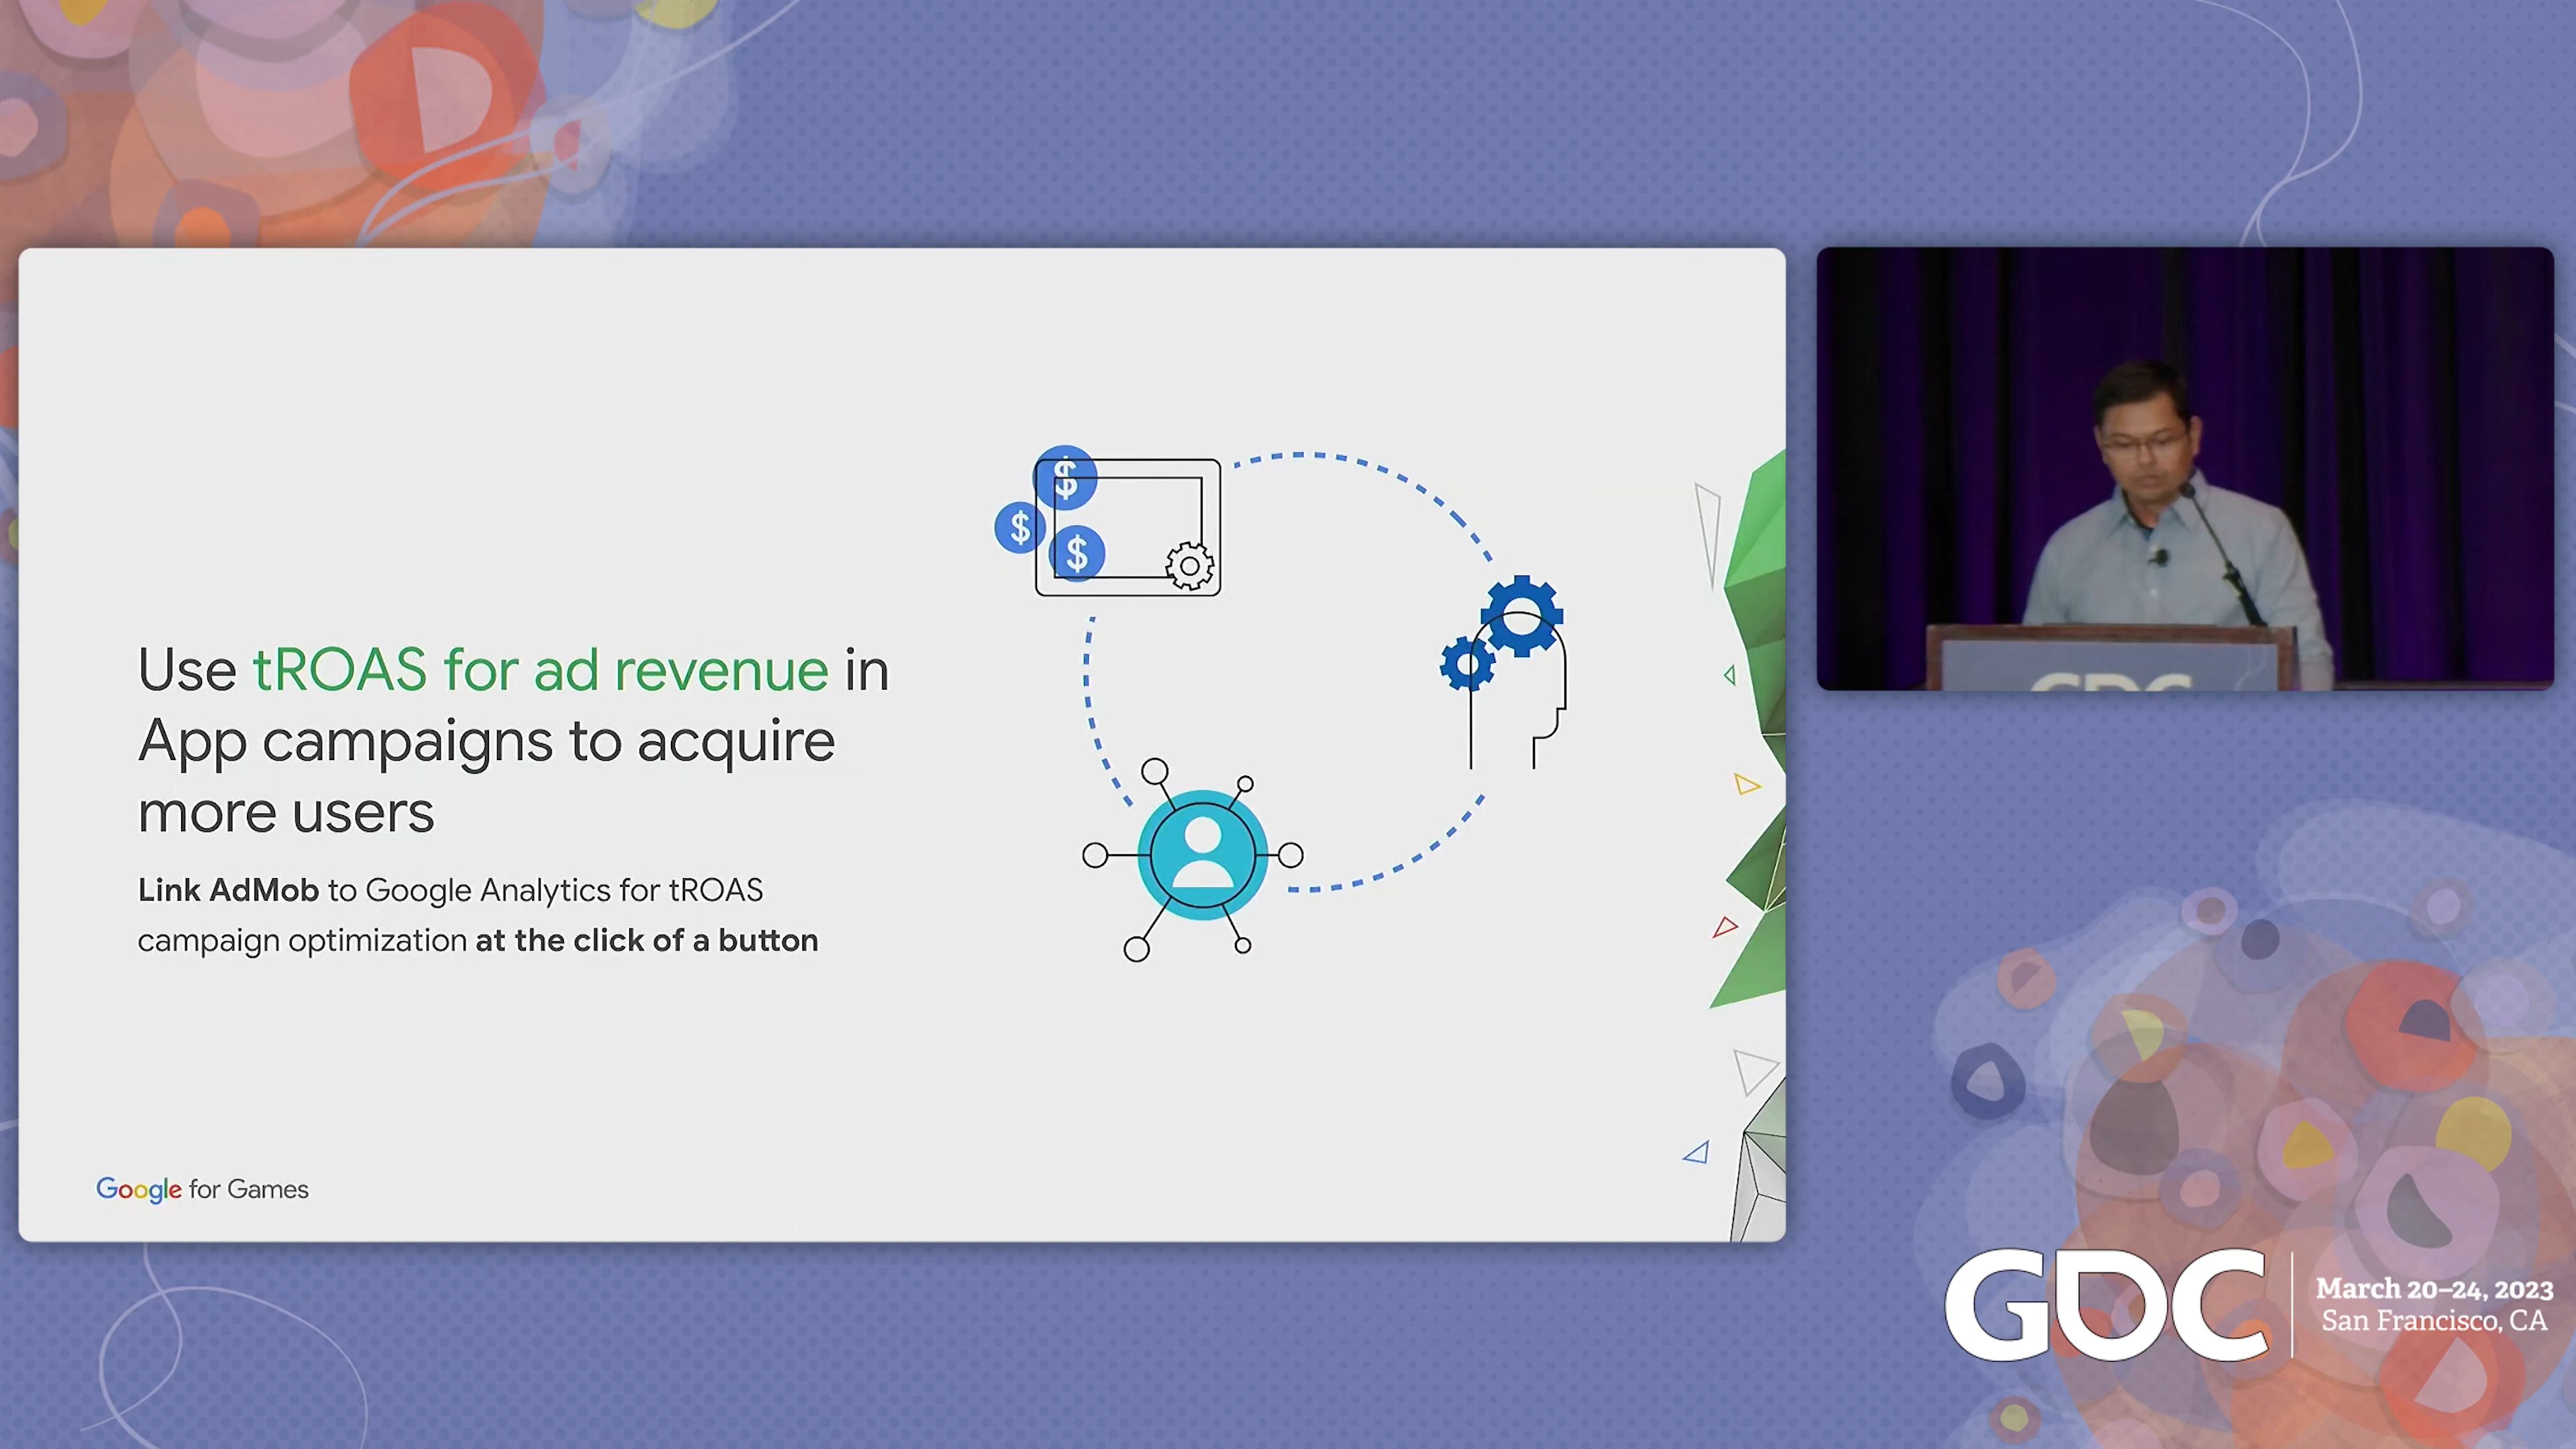 Use tROAS for ad revenue in
App campaigns to acquire
more users
Link AdMob to Google Analytics for tROAS
campaign optimization at the click of a button
$
$
$
Google for Games
GDC
GDC
March 20–24, 2023
San Francisco, CA